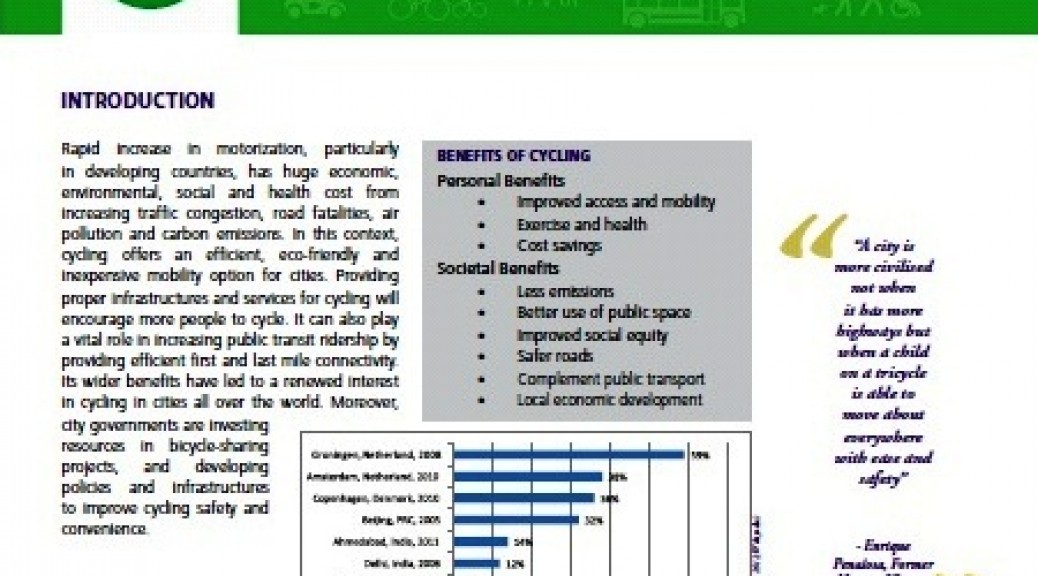 INTRODUCTION
Rapid increase in motorization, particularly
in developing countries, has huge economic,
environmental, social and health cost from
increasing traffic congestion, road fatalities, air
pollution and carbon emissions. In this context,
cycling offers an efficient, eco-friendly and
inexpensive mobility option for cities. Providing
proper infrastructures and services for cycling will
encourage more people to cycle. It can also play
a vital role in increasing public transit ridership by
providing efficient first and last mile connectivity.
Its wider benefits have led to a renewed interest
in cycling in cities all over the world. Moreover,
city governments are investing
resources in bicycle-sharing
projects, and developing
policies and infrastructures
to improve cycling safety and
convenience.
BENEFITS OF CYCLING
Personal Benefits
• Improved access and mobility
• Exercise and health
• Cost savings
Societal Benefits
• Less emissions
• Better use of public space
• Improved social equity
• Safer roads
• Complement public transport
• Local economic development
Groningen, Netherland, 2008 59%
Amsterdam, Netherland, 2010 38%
Copenhagen, Denmark, 2010 36%
Beijing, PRC, 2005 32%
Ahmedabad, India, 2011 14%
Delhi, India, 2008 12%
"A city is
more civilised
not when
it has more
highways but
when a child
on a tricycle
is able to
move about
everywhere
with ease and
safety"
- Enrique
Penalosa, Former